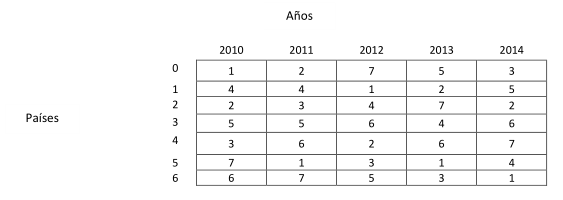 Años
2010 2011 2012 2013 2014
0 1 2 7 5 3
1 4 4 1 2 5
2 2 3 4 7 2
Países
3 5 5 6 4 6
4 3 6 2 6 7
5 7 1 3 1 4
6 6 7 5 3 1